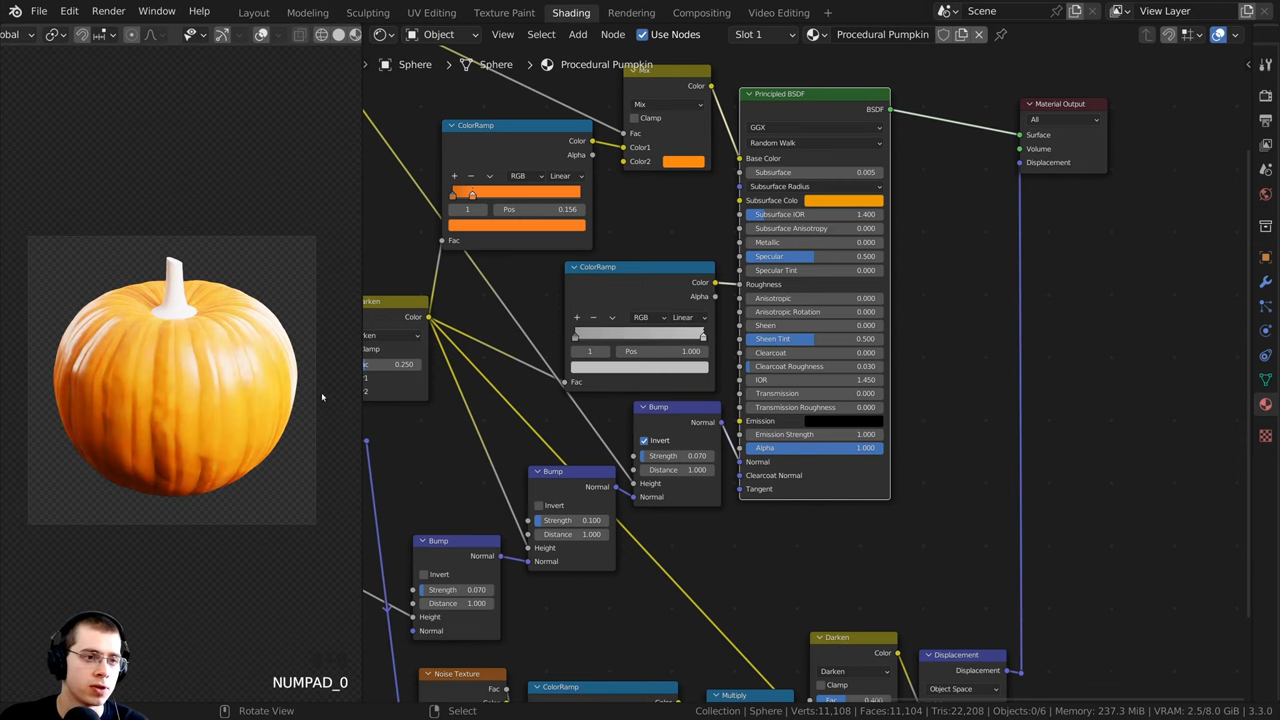 File Edit Render Window Help Layout Modeling Sculpting UV Editing Texture Paint Shading Rendering Compositing Video Editing Scene View Layer
obal Object View Select Add Node Use Nodes Slot 1 Procedural Pumpkin
Sphere Sphere Procedural Pumpkin
Mix
Color
Mix
Clamp
Fac
Color1
Color2
ColorRamp
Color
Alpha
RGB Linear
1 Pos 0.156
Fac
Principled BSDF
BSDF
GGX
Random Walk
Base Color
Subsurface 0.005
Subsurface Radius
Subsurface Colo
Subsurface IOR 1.400
Subsurface Anisotropy 0.000
Metallic 0.000
Specular 0.500
Specular Tint 0.000
Roughness
Anisotropic 0.000
Anisotropic Rotation 0.000
Sheen 0.000
Sheen Tint 0.500
Clearcoat 0.000
Clearcoat Roughness 0.030
IOR 1.450
Transmission 0.000
Transmission Roughness 0.000
Emission
Emission Strength 1.000
Alpha 1.000
Normal
Clearcoat Normal
Tangent
Material Output
All
Surface
Volume
Displacement
ColorRamp
Color
Alpha
RGB Linear
1 Pos 1.000
Fac
arken
Color
ken
amp
ac 0.250
r1
r2
Bump
Normal
Invert
Strength 0.070
Distance 1.000
Height
Normal
Bump
Normal
Invert
Strength 0.100
Distance 1.000
Height
Normal
Bump
Normal
Invert
Strength 0.070
Distance 1.000
Height
Normal
Noise Texture
Fac
ColorRamp
Multiply
Darken
Color
Darken
Clamp
0.400
Displacement
Displacement
Object Space
NUMPAD_0
Rotate View Select Collection | Sphere | Verts:11,108 | Faces:11,104 | Tris:22,208 | Objects:0/6 | Memory: 237.3 MiB | VRAM: 2.5/8.0 GiB | 3.3.0